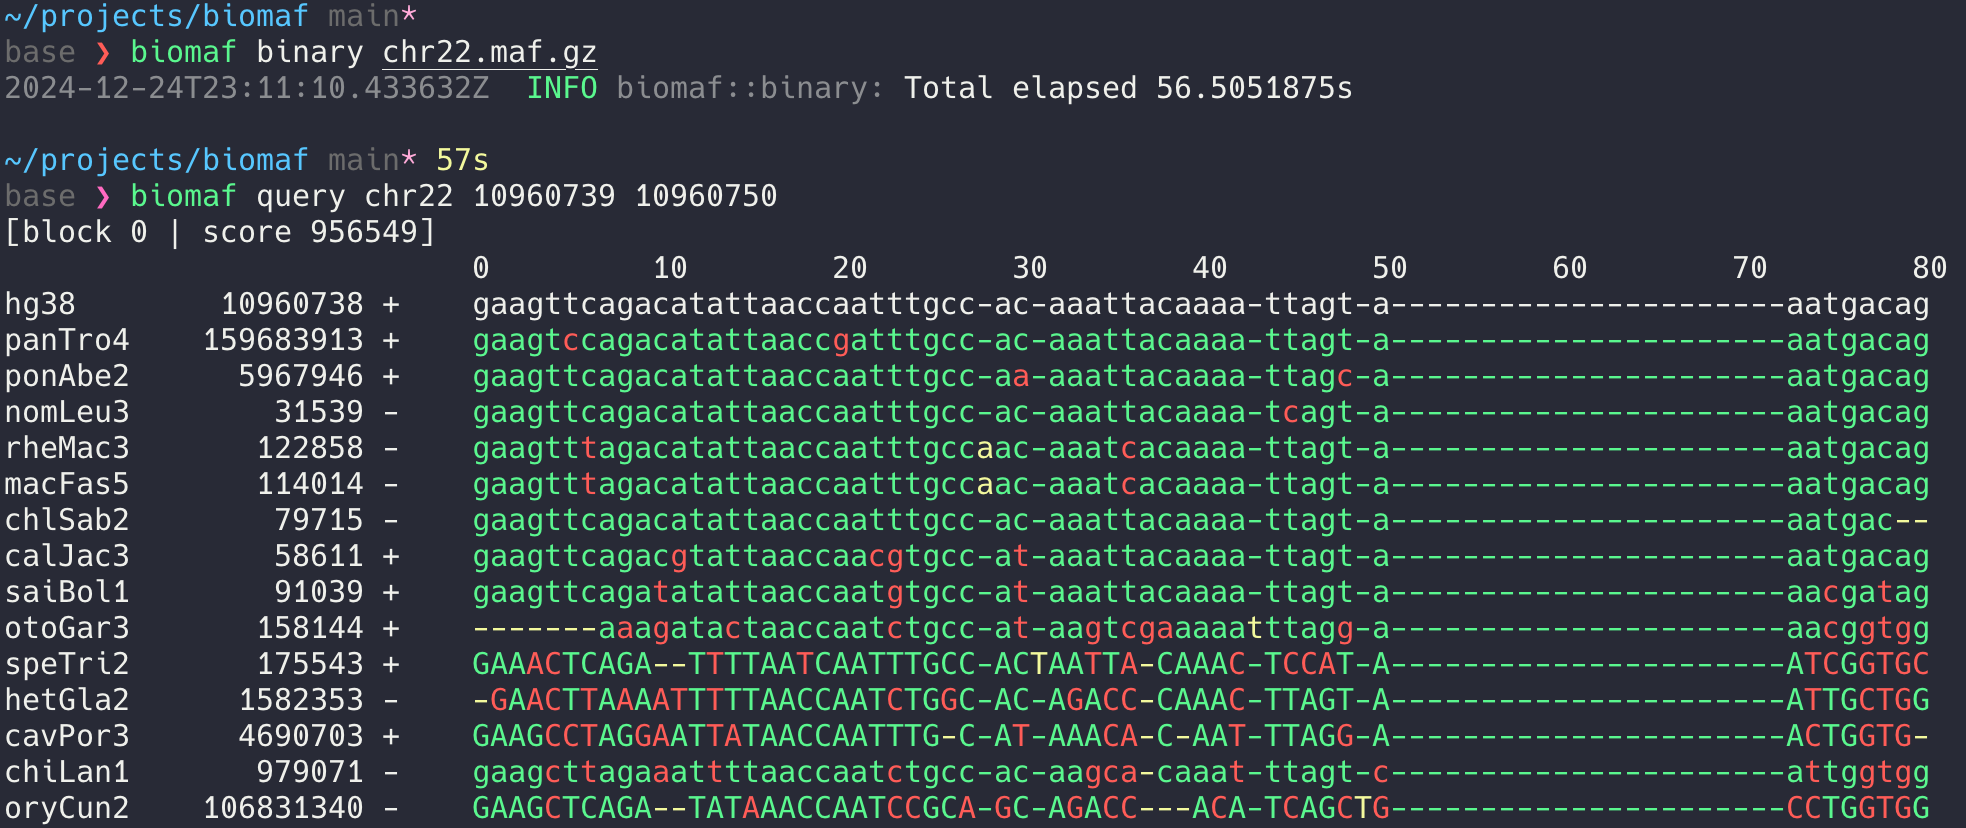 ~/projects/biomaf main*
base ❯ biomaf binary chr22.maf.gz
2024-12-24T23:11:10.433632Z  INFO biomaf::binary: Total elapsed 56.5051875s
~/projects/biomaf main* 57s
base ❯ biomaf query chr22 10960739 10960750
[block 0 | score 956549]
0 10 20 30 40 50 60 70 80
hg38 10960738 + gaagttcagacatattaaccaatttgcc-ac-aaattacaaaa-ttagt-a----------------------aatgacag
panTro4 159683913 + gaagtccagacatattaaccgatttgcc-ac-aaattacaaaa-ttagt-a----------------------aatgacag
ponAbe2 5967946 + gaagttcagacatattaaccaatttgcc-aa-aaattacaaaa-ttagc-a----------------------aatgacag
nomLeu3 31539 - gaagttcagacatattaaccaatttgcc-ac-aaattacaaaa-tcagt-a----------------------aatgacag
rheMac3 122858 - gaagtttagacatattaaccaatttgccaac-aaatcacaaaa-ttagt-a----------------------aatgacag
macFas5 114014 - gaagtttagacatattaaccaatttgccaac-aaatcacaaaa-ttagt-a----------------------aatgacag
chlSab2 79715 - gaagttcagacatattaaccaatttgcc-ac-aaattacaaaa-ttagt-a----------------------aatgac--
calJac3 58611 + gaagttcagacgtattaaccaacgtgcc-at-aaattacaaaa-ttagt-a----------------------aatgacag
saiBol1 91039 + gaagttcagatatattaaccaatgtgcc-at-aaattacaaaa-ttagt-a----------------------aacgatag
otoGar3 158144 + -------aaagatactaaccaatctgcc-at-aagtcgaaaaatttagg-a----------------------aacggtgg
speTri2 175543 + GAAACTCAGA--TTTTAATCAATTTGCC-ACTAATTA-CAAAC-TCCAT-A----------------------ATCGGTGC
hetGla2 1582353 - -GAACTTAAAATTTTTAACCAATCTGGC-AC-AGACC-CAAAC-TTAGT-A----------------------ATTGCTGG
cavPor3 4690703 + GAAGCCTAGGAATTATAACCAATTTG-C-AT-AAACA-C-AAT-TTAGG-A----------------------ACTGGTG-
chiLan1 979071 - gaagcttagaaattttaaccaatctgcc-ac-aagca-caaat-ttagt-c----------------------attggtgg
oryCun2 106831340 - GAAGCTCAGA--TATAAACCAATCCGCA-GC-AGACC---ACA-TCAGCTG----------------------CCTGGTGG